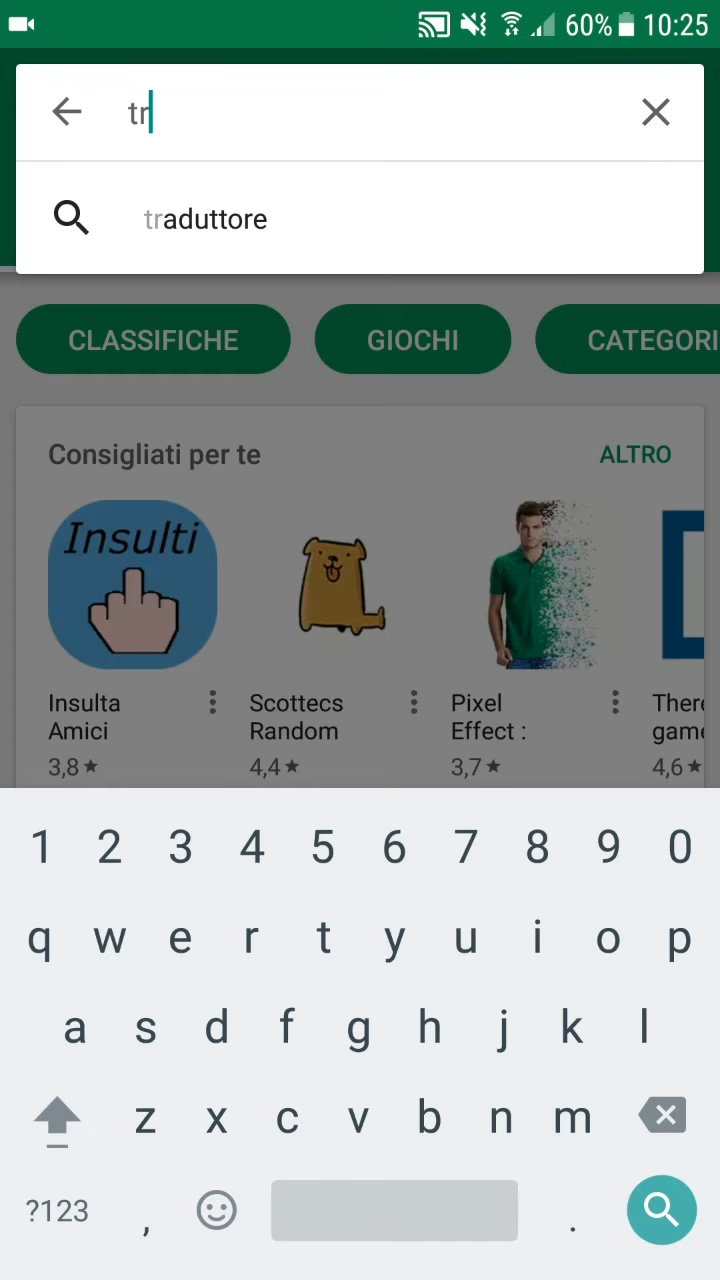 60% 10:25
tr
traduttore
CLASSIFICHE GIOCHI CATEGORI
Consigliati per te ALTRO
Insulti
Insulta Scottecs Pixel There
Amici Random Effect : game
3,8★ 4,4★ 3,7★ 4,6★
1 2 3 4 5 6 7 8 9 0
q w e r t y u i o p
a s d f g h j k l
z x c v b n m
?123 , .